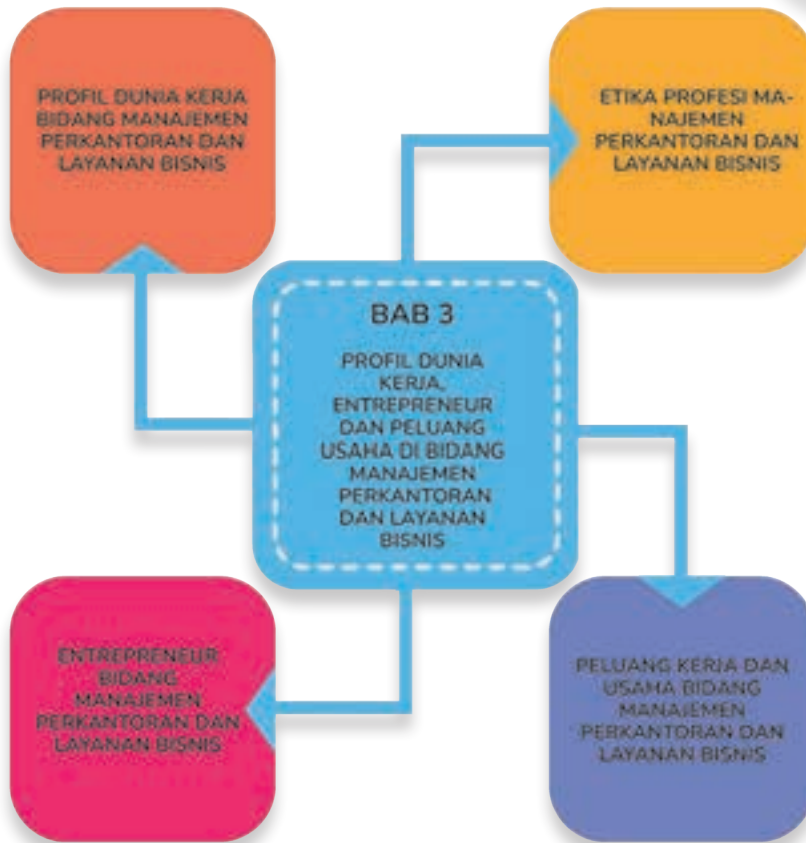 PROFIL DUNIA KERJA
BIDANG MANAJEMEN
PERKANTORAN DAN
LAYANAN BISNIS
ETIKA PROFESI MA-
NAJEMEN
PERKANTORAN DAN
LAYANAN BISNIS
BAB 3
PROFIL DUNIA
KERJA,
ENTREPRENEUR
DAN PELUANG
USAHA DI BIDANG
MANAJEMEN
PERKANTORAN
DAN LAYANAN
BISNIS
ENTREPRENEUR
BIDANG
MANAJEMEN
PERKANTORAN DAN
LAYANAN BISNIS
PELUANG KERJA DAN
USAHA BIDANG
MANAJEMEN
PERKANTORAN DAN
LAYANAN BISNIS